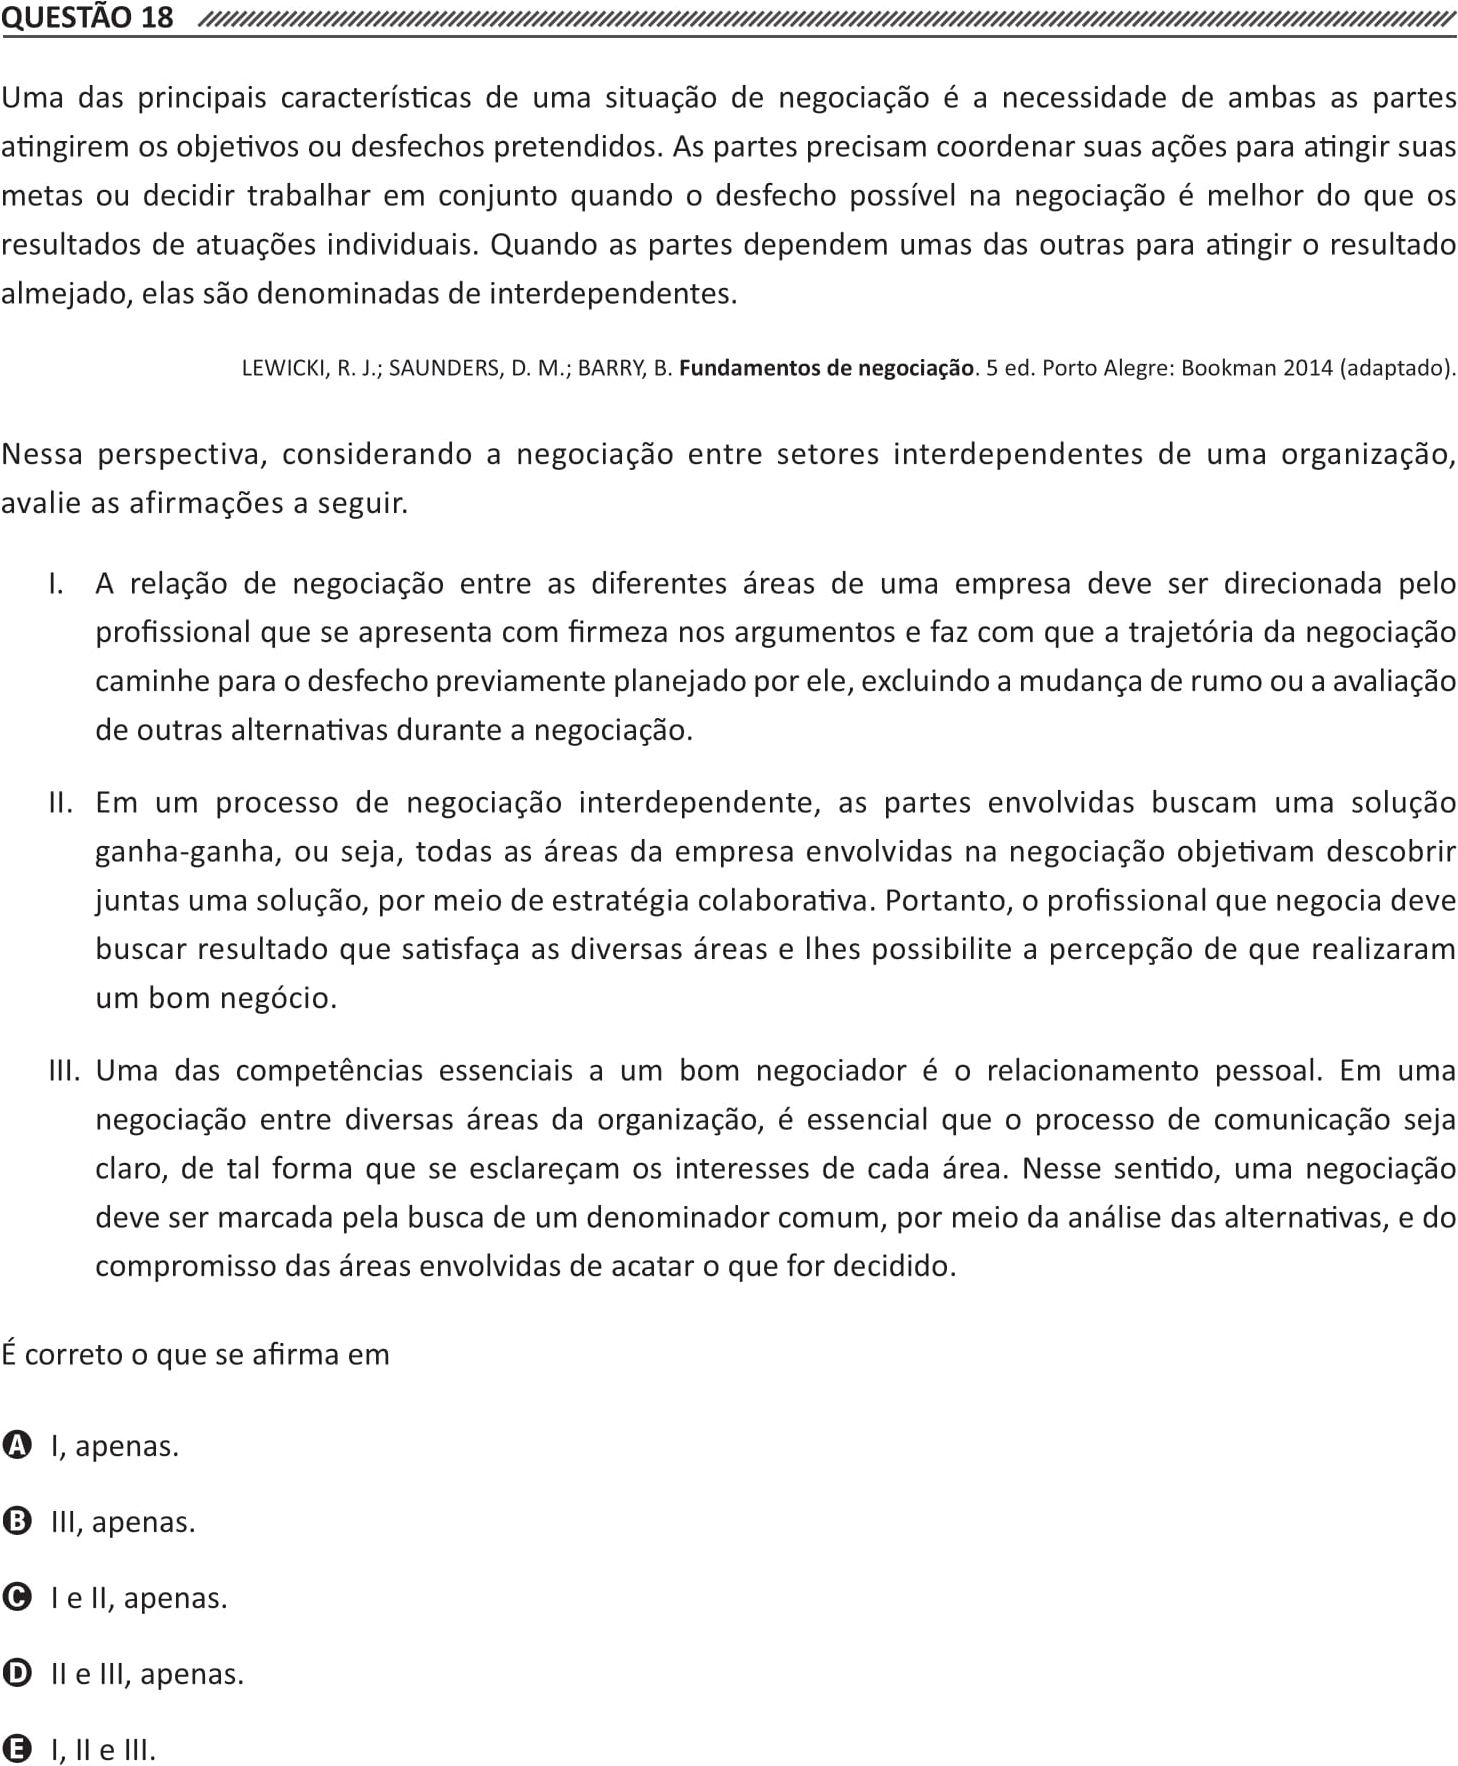 QUESTÃO 18
Uma das principais características de uma situação de negociação é a necessidade de ambas as partes
atingirem os objetivos ou desfechos pretendidos. As partes precisam coordenar suas ações para atingir suas
metas ou decidir trabalhar em conjunto quando o desfecho possível na negociação é melhor do que os
resultados de atuações individuais. Quando as partes dependem umas das outras para atingir o resultado
almejado, elas são denominadas de interdependentes.
LEWICKI, R. J.; SAUNDERS, D. M.; BARRY, B. Fundamentos de negociação. 5 ed. Porto Alegre: Bookman 2014 (adaptado).
Nessa perspectiva, considerando a negociação entre setores interdependentes de uma organização,
avalie as afirmações a seguir.
I. A relação de negociação entre as diferentes áreas de uma empresa deve ser direcionada pelo
profissional que se apresenta com firmeza nos argumentos e faz com que a trajetória da negociação
caminhe para o desfecho previamente planejado por ele, excluindo a mudança de rumo ou a avaliação
de outras alternativas durante a negociação.
II. Em um processo de negociação interdependente, as partes envolvidas buscam uma solução
ganha-ganha, ou seja, todas as áreas da empresa envolvidas na negociação objetivam descobrir
juntas uma solução, por meio de estratégia colaborativa. Portanto, o profissional que negocia deve
buscar resultado que satisfaça as diversas áreas e lhes possibilite a percepção de que realizaram
um bom negócio.
III. Uma das competências essenciais a um bom negociador é o relacionamento pessoal. Em uma
negociação entre diversas áreas da organização, é essencial que o processo de comunicação seja
claro, de tal forma que se esclareçam os interesses de cada área. Nesse sentido, uma negociação
deve ser marcada pela busca de um denominador comum, por meio da análise das alternativas, e do
compromisso das áreas envolvidas de acatar o que for decidido.
É correto o que se afirma em
A I, apenas.
B III, apenas.
C I e II, apenas.
D II e III, apenas.
E I, II e III.